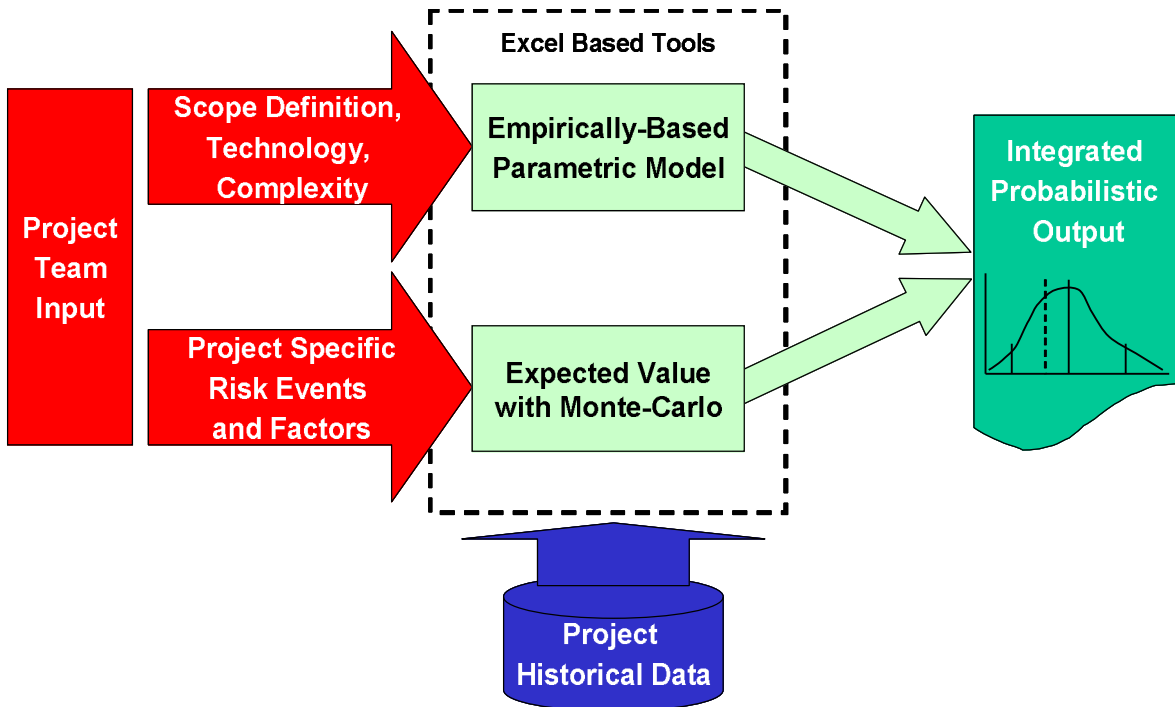 Excel Based Tools
Project
Team
Input
Scope Definition,
Technology,
Complexity
Empirically-Based
Parametric Model
Integrated
Probabilistic
Output
Project Specific
Risk Events
and Factors
Expected Value
with Monte-Carlo
Project
Historical Data